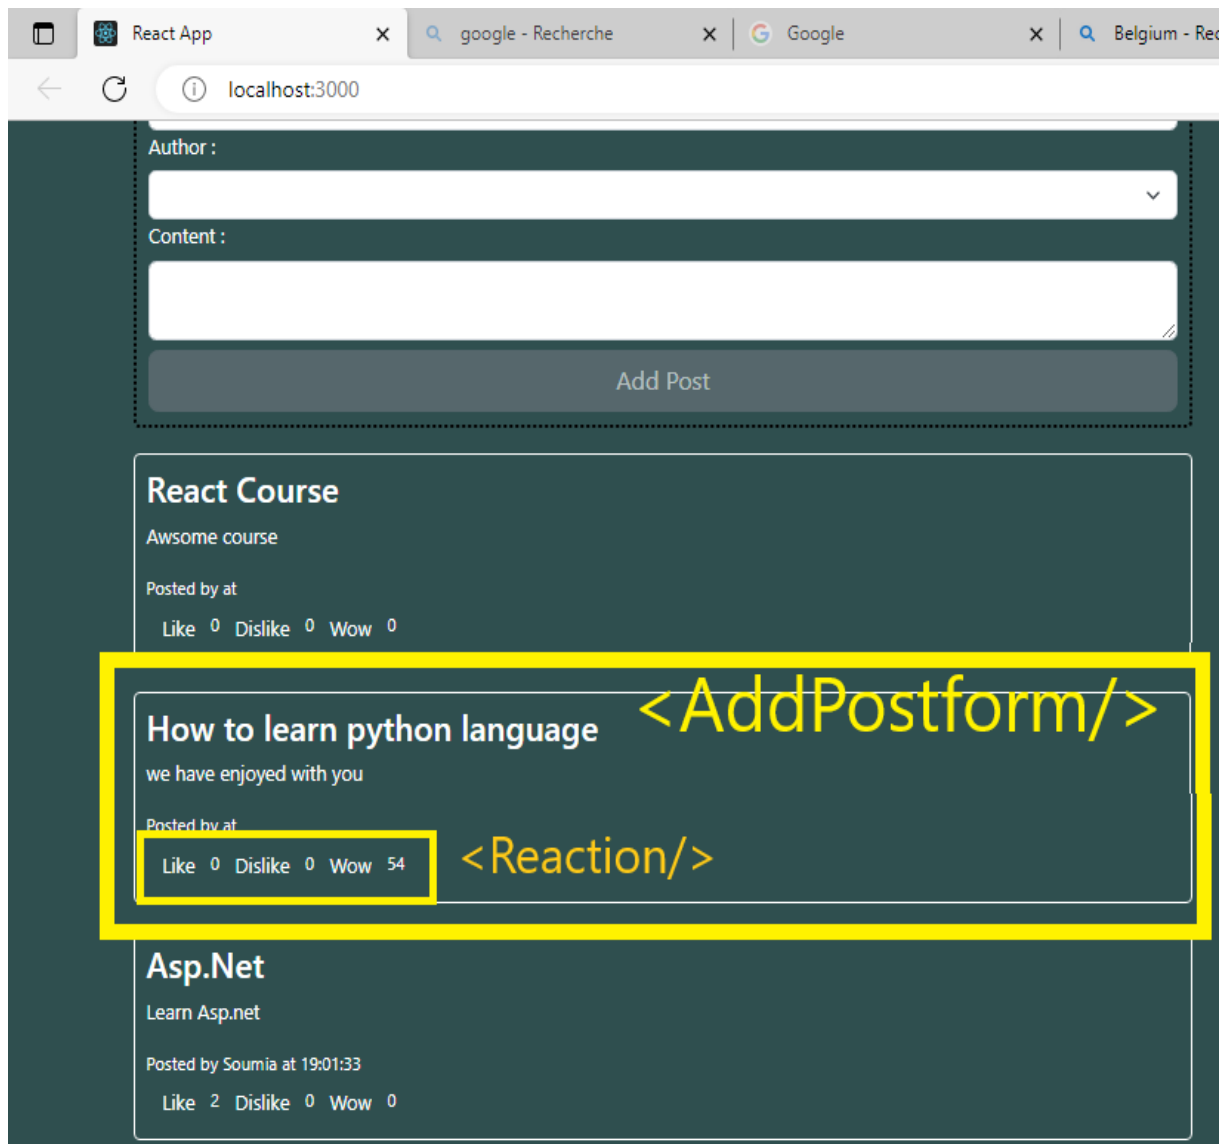 React App
google - Recherche
Google
Belgium - Rec
localhost:3000
Author :
Content :
Add Post
React Course
Awsome course
Posted by at
Like 0 Dislike 0 Wow 0
<AddPostform/>
How to learn python language
we have enjoyed with you
Posted by at
Like 0 Dislike 0 Wow 54
<Reaction/>
Asp.Net
Learn Asp.net
Posted by Soumia at 19:01:33
Like 2 Dislike 0 Wow 0